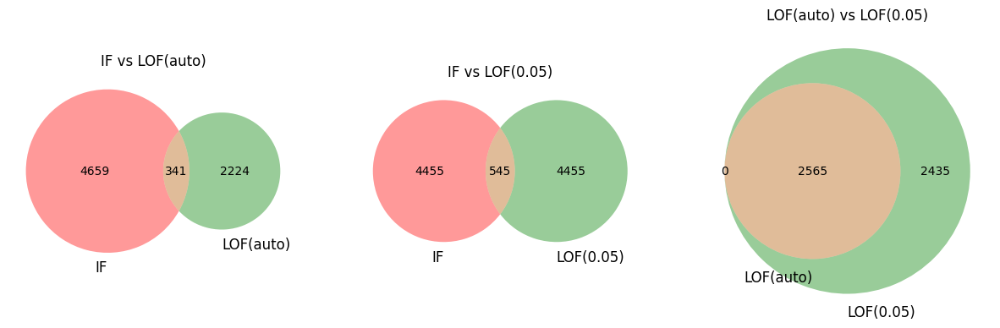 IF vs LOF(auto)
4659
341
2224
IF
LOF(auto)
IF vs LOF(0.05)
4455
545
4455
IF
LOF(0.05)
LOF(auto) vs LOF(0.05)
0
2565
2435
LOF(auto)
LOF(0.05)